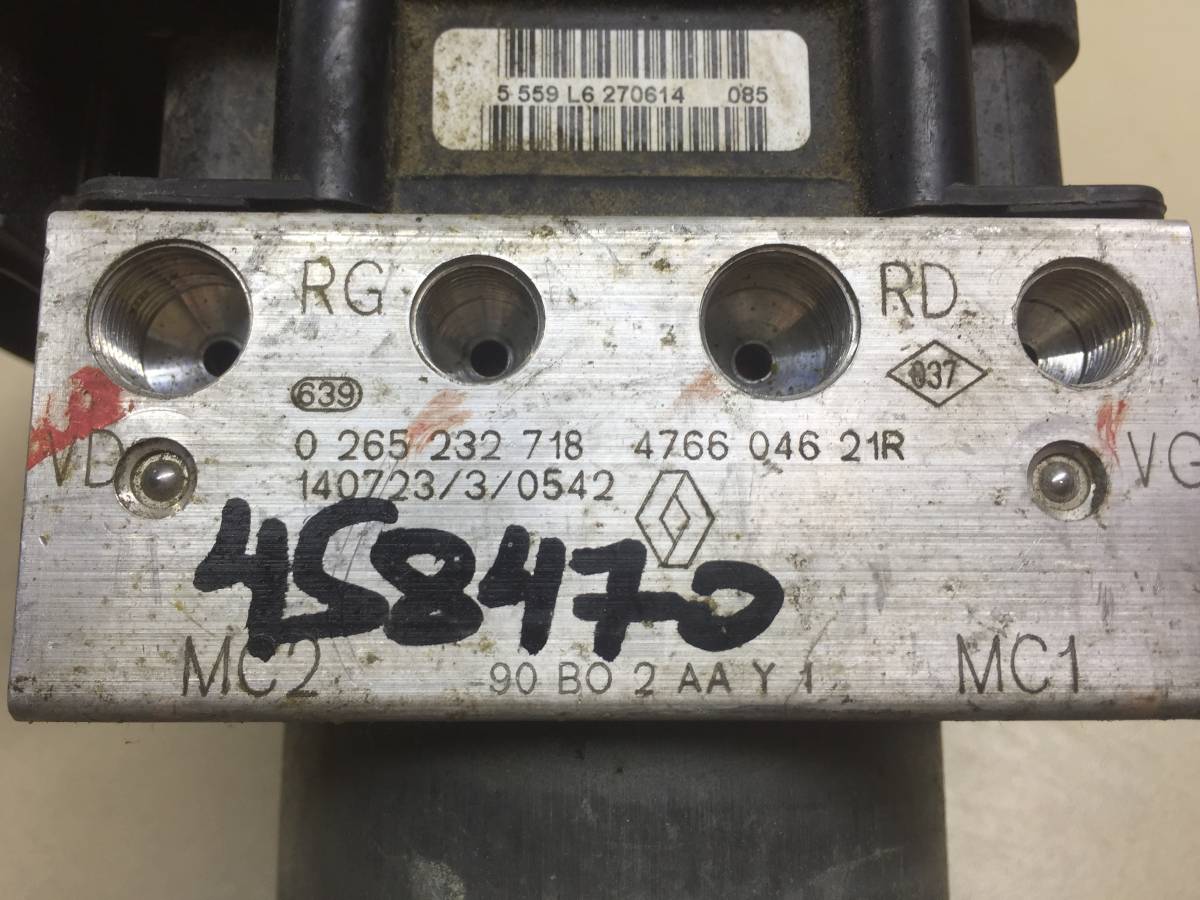 5 559 L6 270614 085
RG RD
639 037
0 265 232 718 4766 046 21R
VD VG
140723/3/0542
458470
MC2 MC1
-90 BO 2 AA Y 1